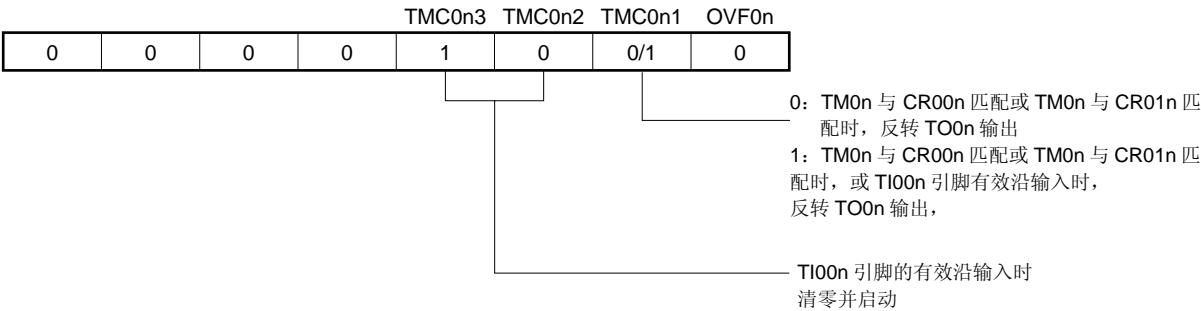 TMC0n3 TMC0n2 TMC0n1 OVF0n
0 0 0 0 1 0 0/1 0
0：TM0n 与 CR00n 匹配或 TM0n 与 CR01n 匹
配时，反转 TO0n 输出
1：TM0n 与 CR00n 匹配或 TM0n 与 CR01n 匹
配时，或 TI00n 引脚有效沿输入时，
反转 TO0n 输出，
TI00n 引脚的有效沿输入时
清零并启动